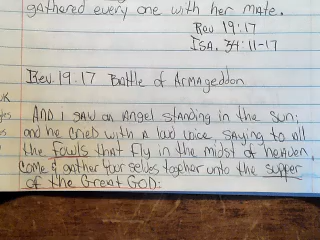 gathered every one with her mate.
Rev 19:17
Isa. 34:11-17
Rev. 19-17 Battle of Armageddon
And I saw an Angel standing in the sun;
and he cried with a loud voice, saying to all
the fowls that fly in the midst of heaven,
come & gather your selves together unto the supper
of the Great GOD: